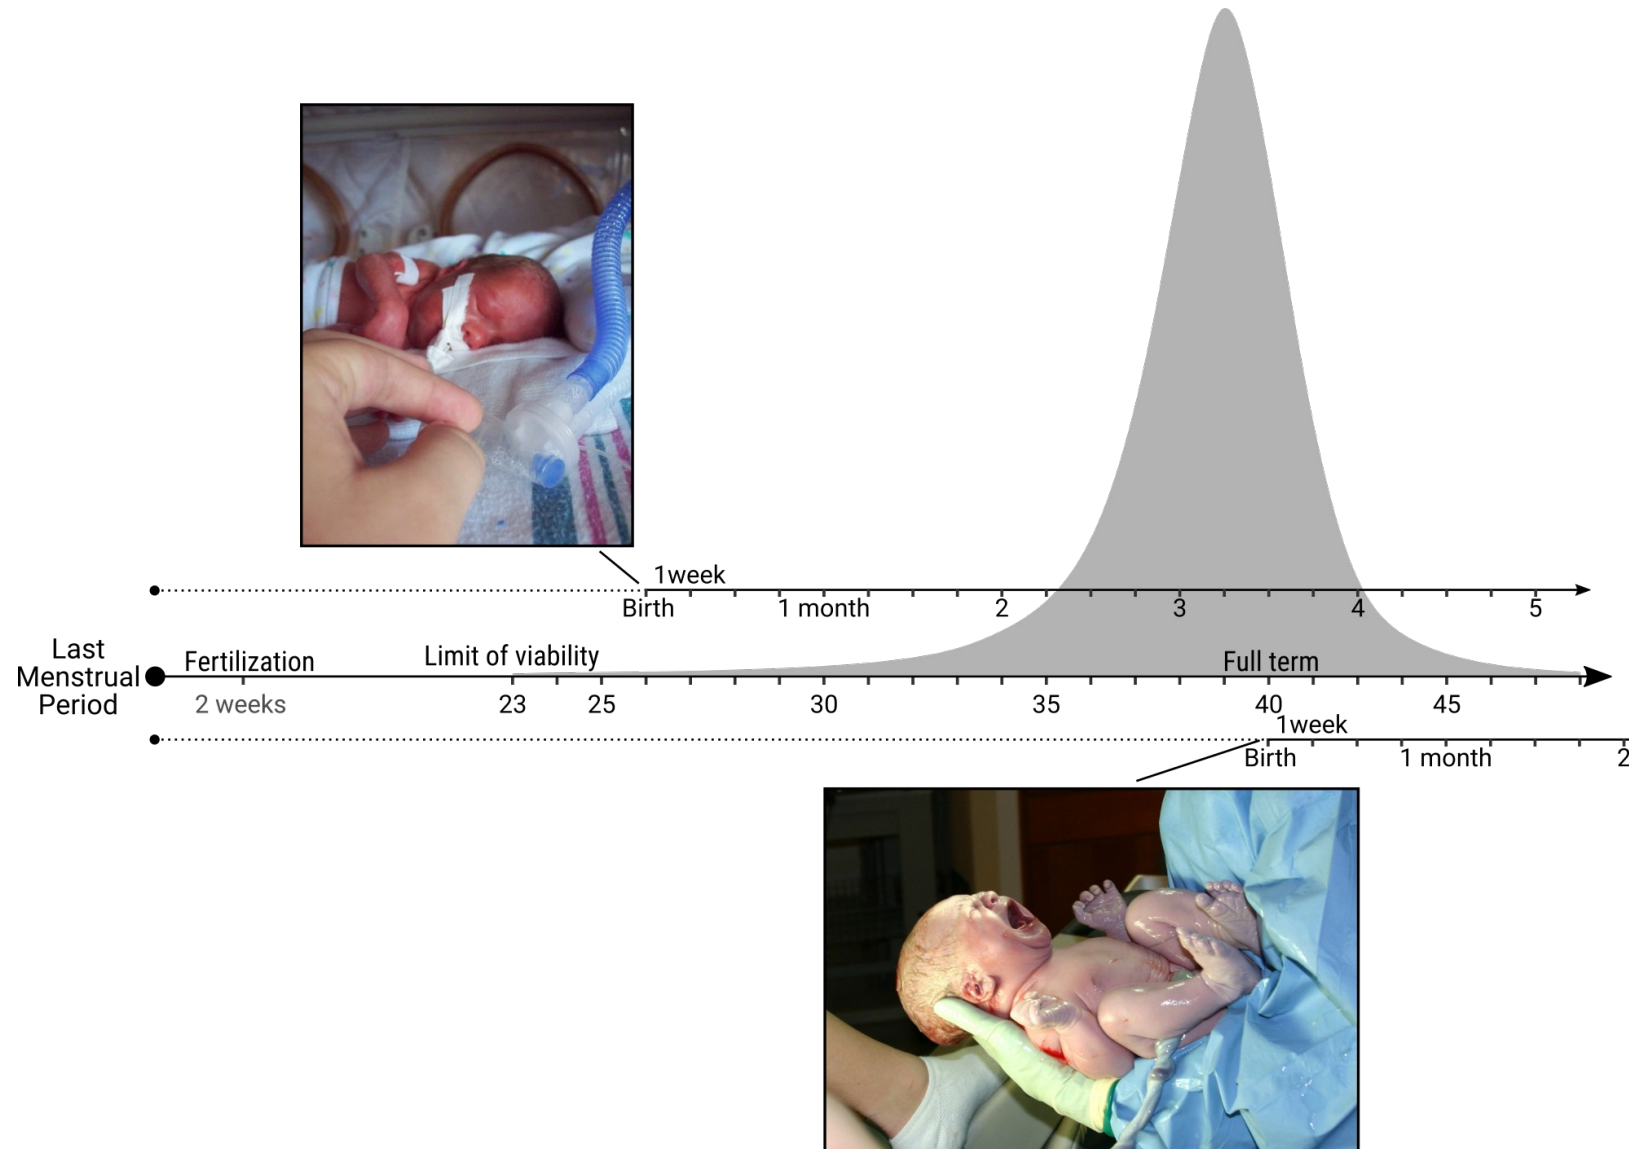 1week
Birth 1 month 2 3 4 5
Last
Menstrual
Period
Fertilization
Limit of viability
Full term
2 weeks
23 25 30 35 40 45
1week
Birth 1 month 2